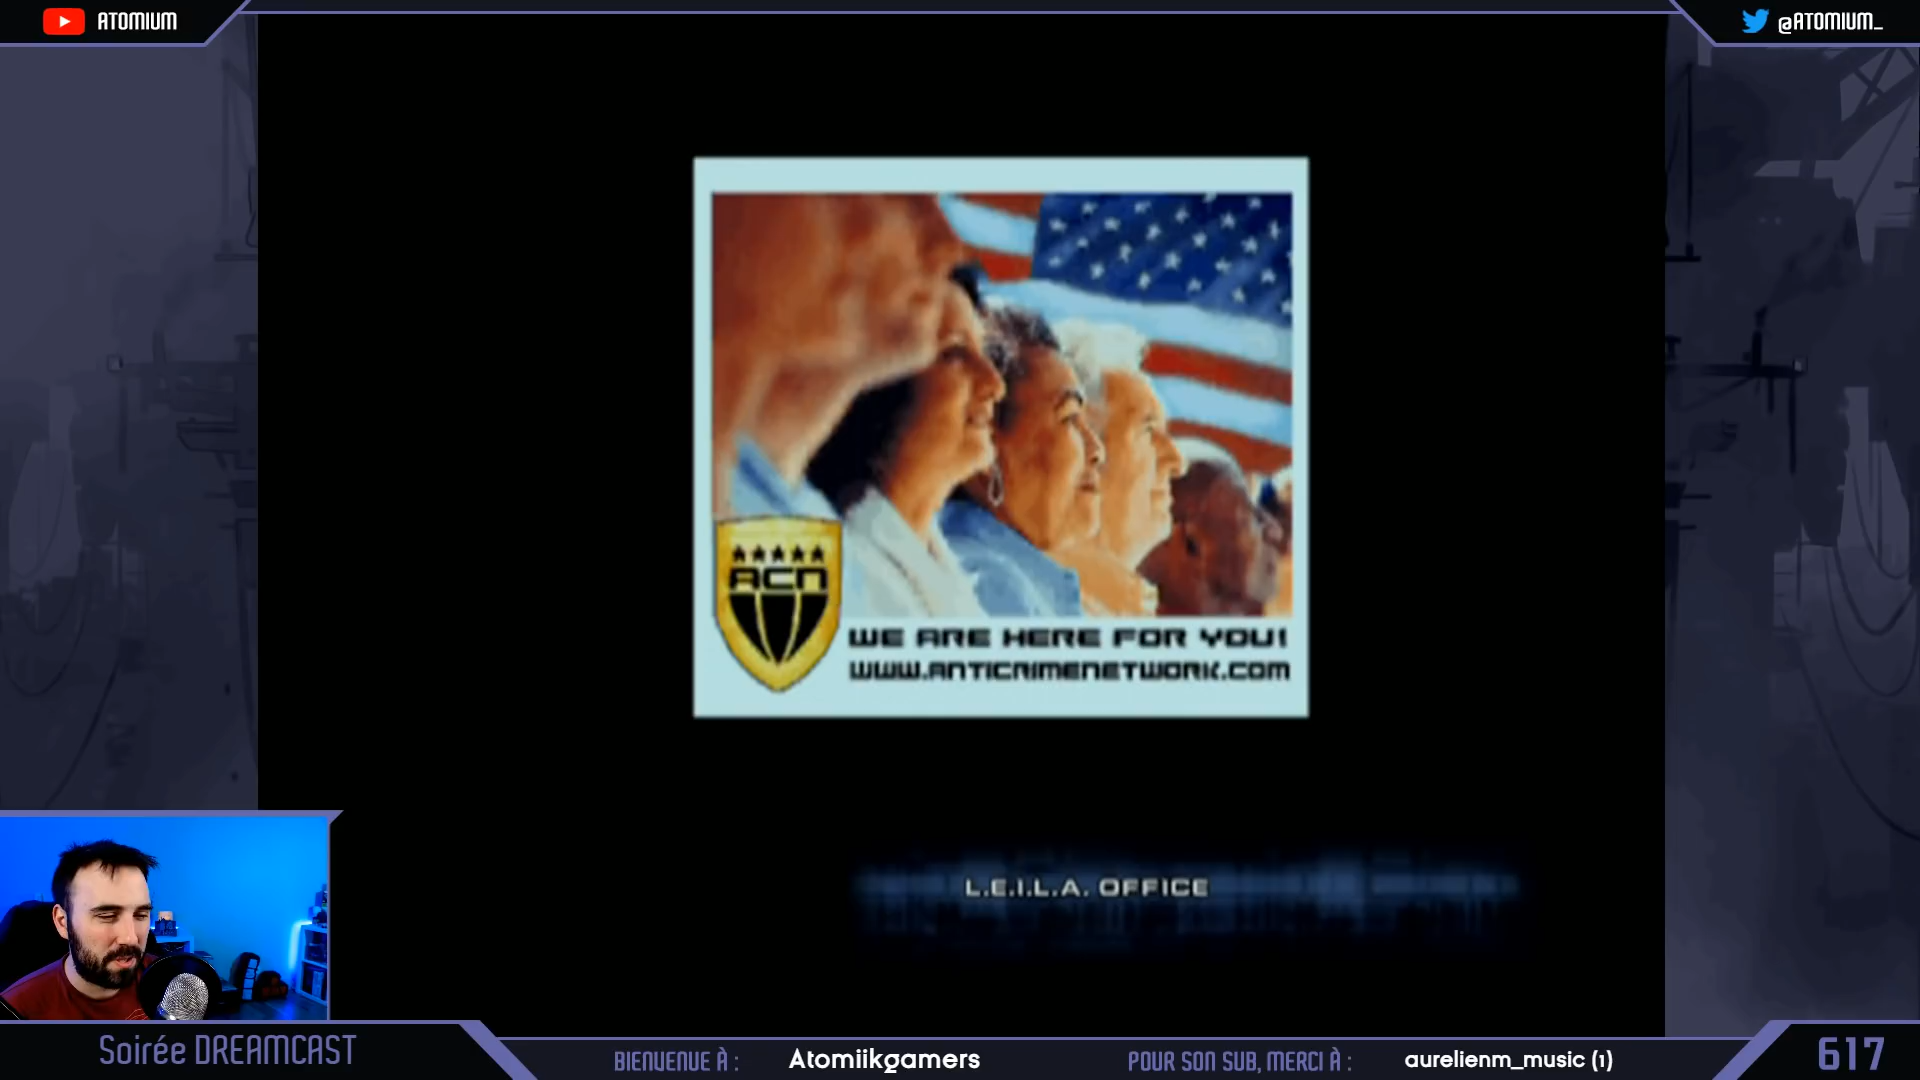 ATOMIUM
@ATOMIUM_
ACN
WE ARE HERE FOR YOU!
WWW.ANTICRIMENETWORK.COM
L.E.I.L.A. OFFICE
Soirée DREAMCAST
BIENVENUE À : Atomiikgamers
POUR SON SUB, MERCI À : aurelienm_music (1)
617